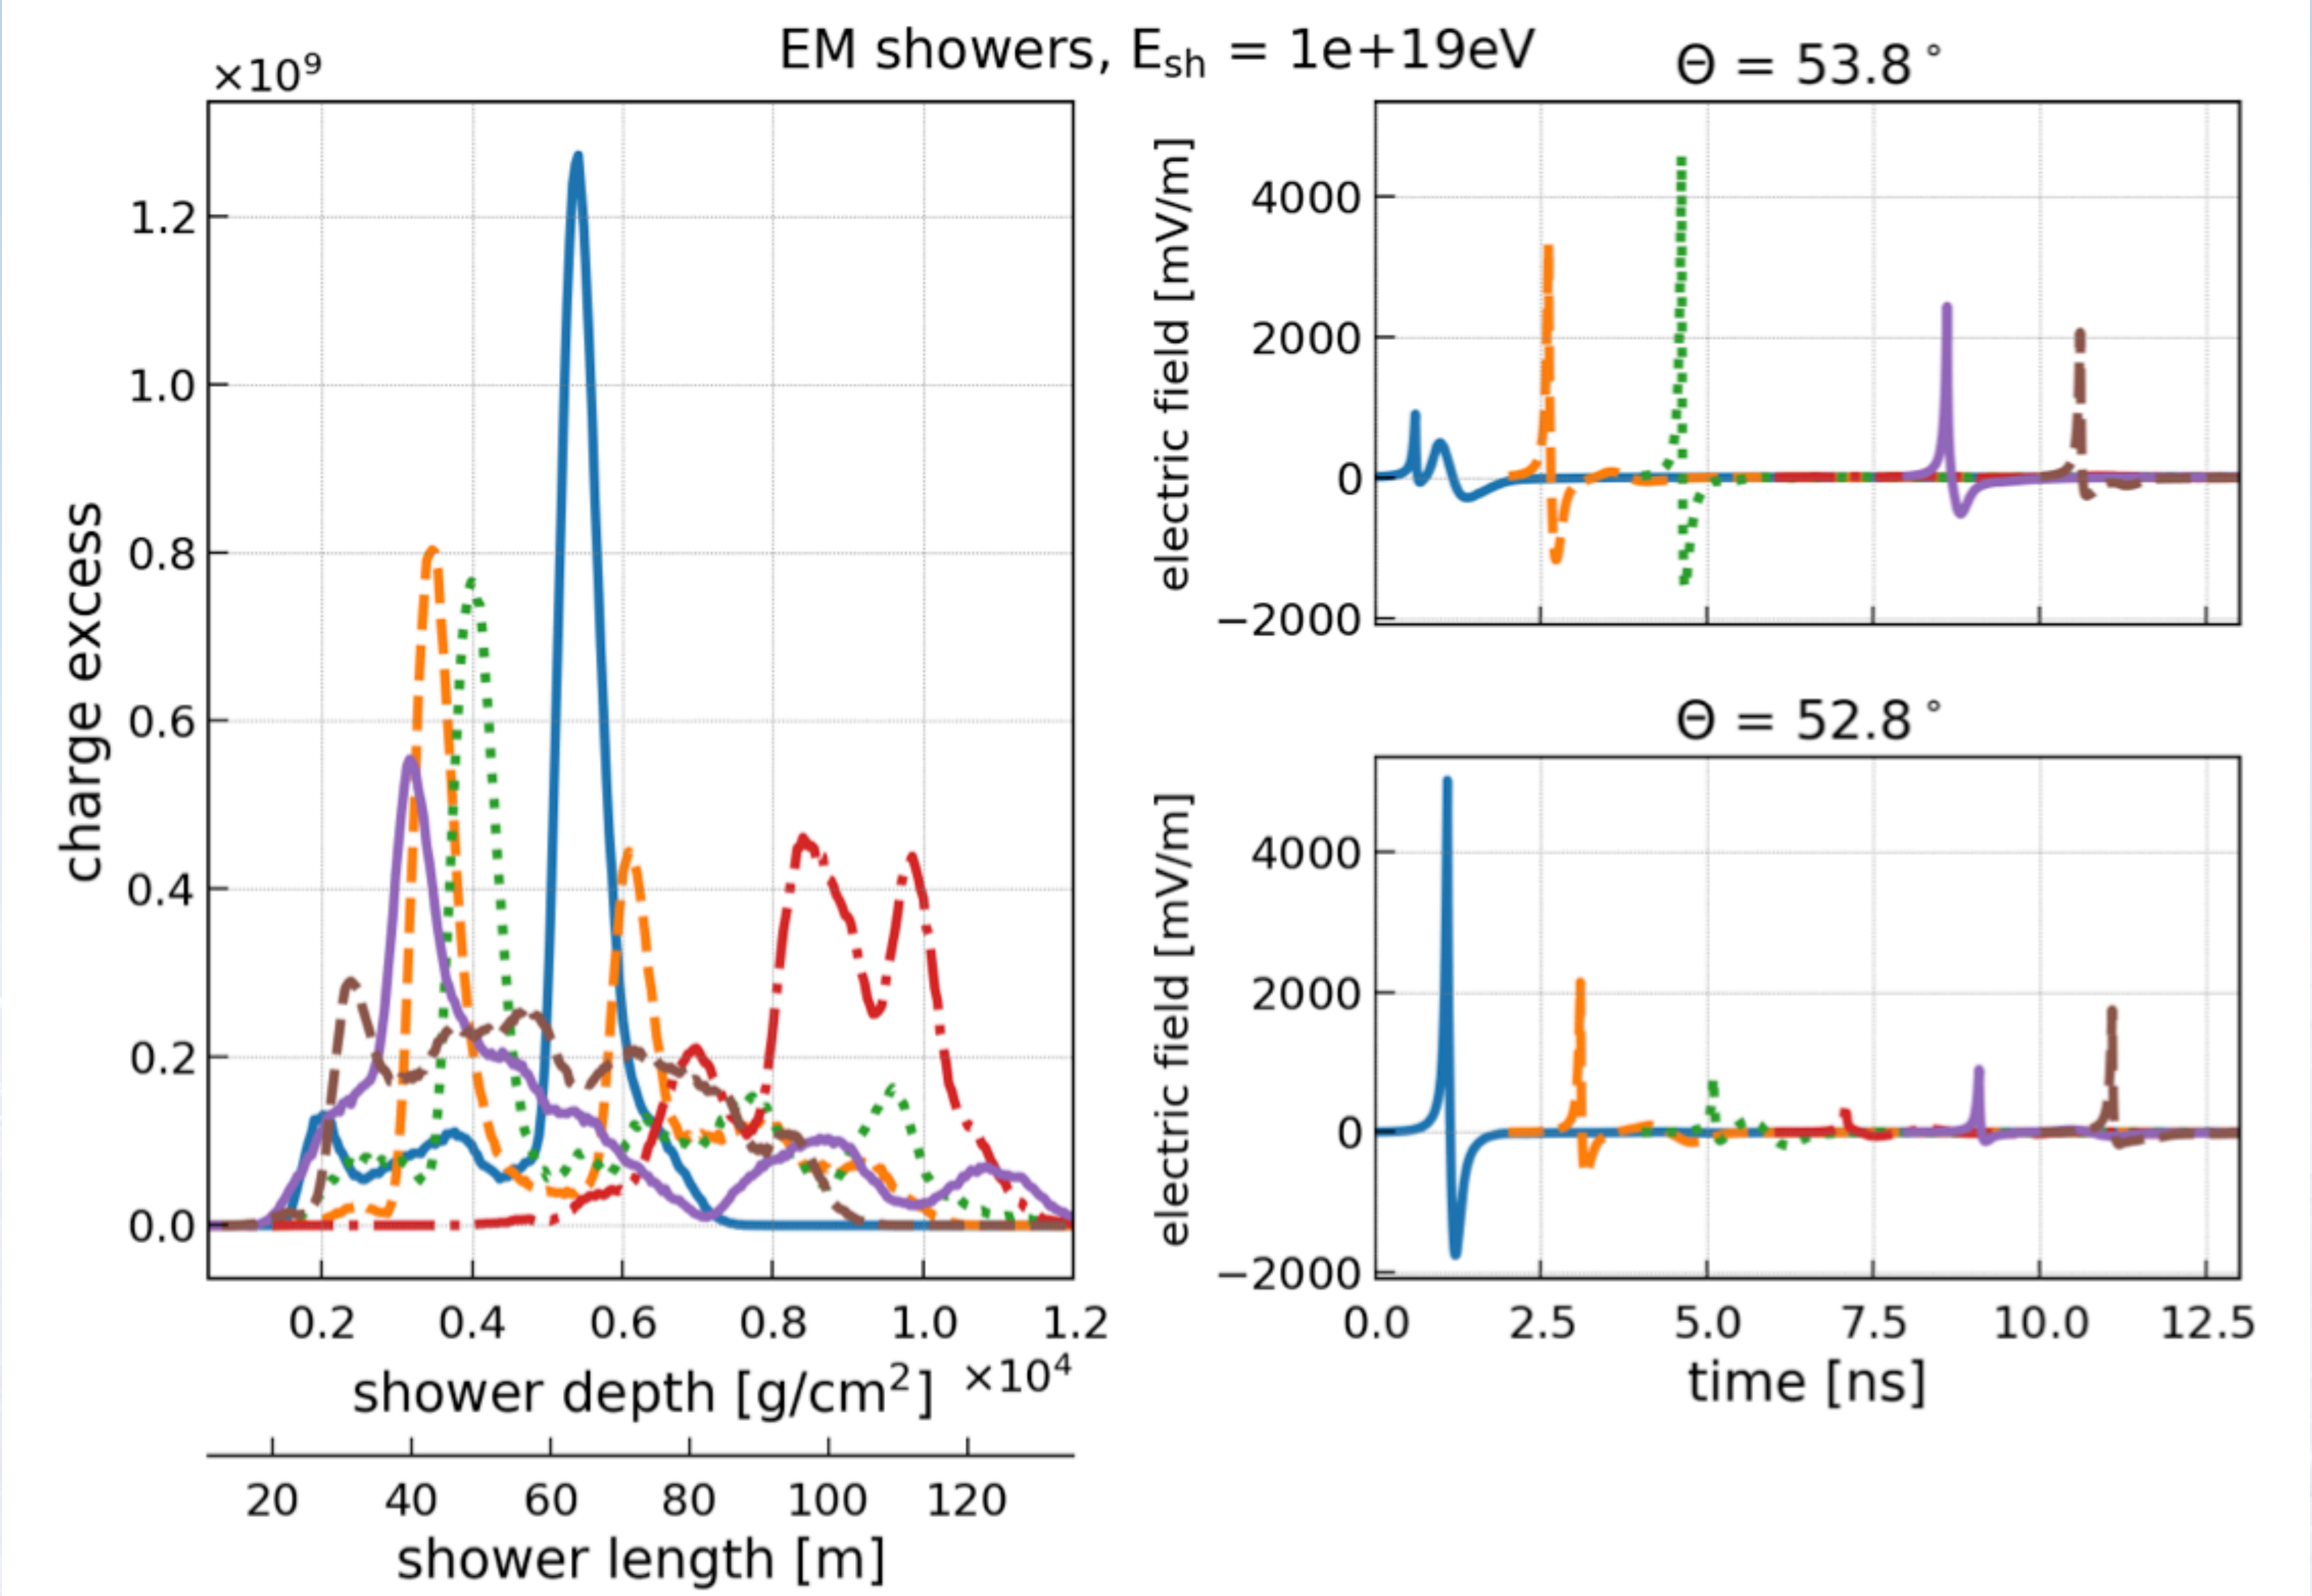 EM showers, E_sh = 1e+19eV
×10⁹
charge excess
1.2
1.0
0.8
0.6
0.4
0.2
0.0
0.2 0.4 0.6 0.8 1.0 1.2
shower depth [g/cm²] ×10⁴
20 40 60 80 100 120
shower length [m]
Θ = 53.8°
electric field [mV/m]
4000
2000
0
−2000
Θ = 52.8°
electric field [mV/m]
4000
2000
0
−2000
0.0 2.5 5.0 7.5 10.0 12.5
time [ns]